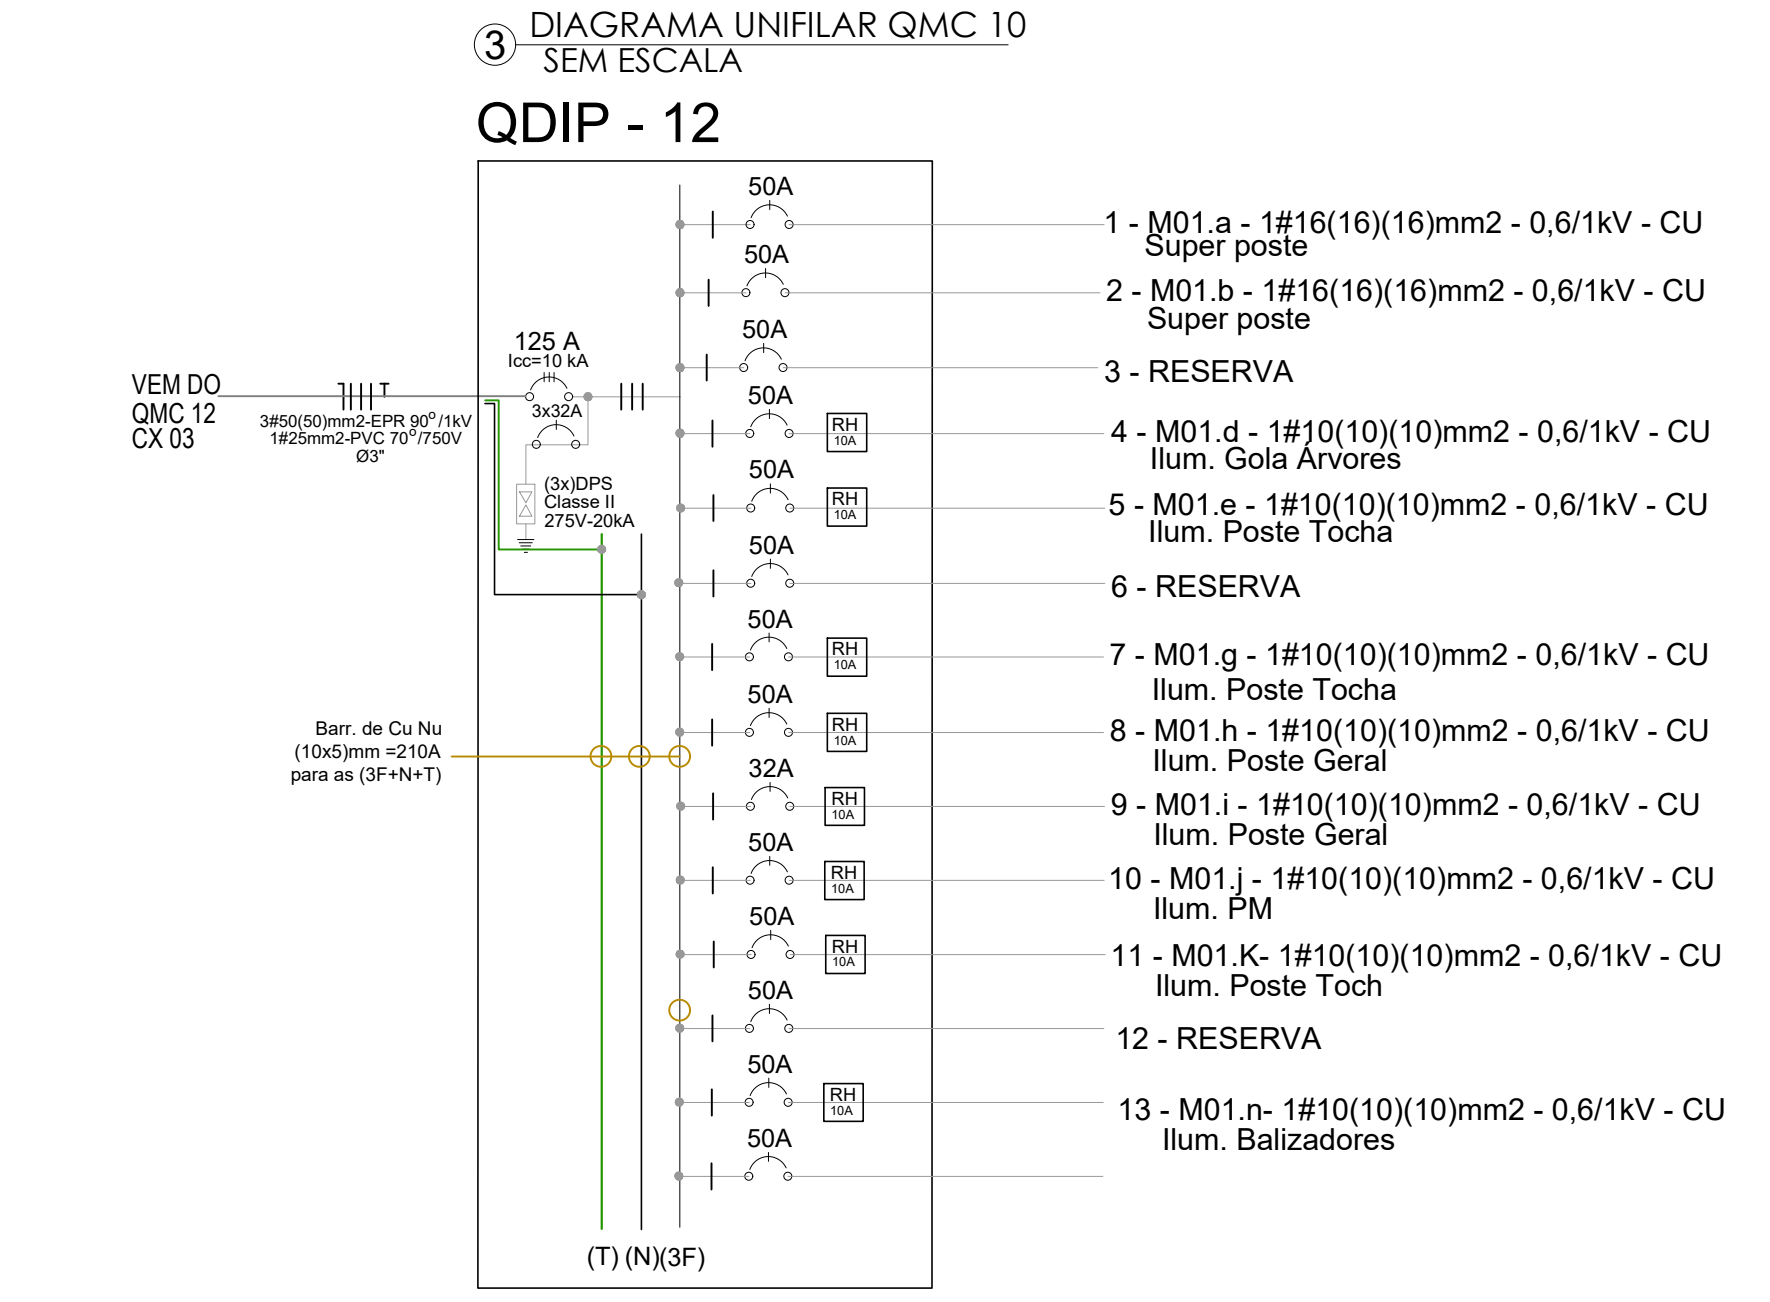 3
DIAGRAMA UNIFILAR QMC 10
SEM ESCALA
QDIP - 12
VEM DO
QMC 12
CX 03
3#50(50)mm2-EPR 90°/1kV
1#25mm2-PVC 70°/750V
Ø3"
125 A
Icc=10 kA
3x32A
(3x)DPS
Classe II
275V-20kA
Barr. de Cu Nu
(10x5)mm =210A
para as (3F+N+T)
50A
1 - M01.a - 1#16(16)(16)mm2 - 0,6/1kV - CU
Super poste
50A
2 - M01.b - 1#16(16)(16)mm2 - 0,6/1kV - CU
Super poste
50A
3 - RESERVA
50A
RH
10A
4 - M01.d - 1#10(10)(10)mm2 - 0,6/1kV - CU
Ilum. Gola Árvores
50A
RH
10A
5 - M01.e - 1#10(10)(10)mm2 - 0,6/1kV - CU
Ilum. Poste Tocha
50A
6 - RESERVA
50A
RH
10A
7 - M01.g - 1#10(10)(10)mm2 - 0,6/1kV - CU
Ilum. Poste Tocha
50A
RH
10A
8 - M01.h - 1#10(10)(10)mm2 - 0,6/1kV - CU
Ilum. Poste Geral
32A
RH
10A
9 - M01.i - 1#10(10)(10)mm2 - 0,6/1kV - CU
Ilum. Poste Geral
50A
RH
10A
10 - M01.j - 1#10(10)(10)mm2 - 0,6/1kV - CU
Ilum. PM
50A
RH
10A
11 - M01.K- 1#10(10)(10)mm2 - 0,6/1kV - CU
Ilum. Poste Toch
50A
12 - RESERVA
50A
RH
10A
13 - M01.n- 1#10(10)(10)mm2 - 0,6/1kV - CU
Ilum. Balizadores
50A
(T) (N)(3F)